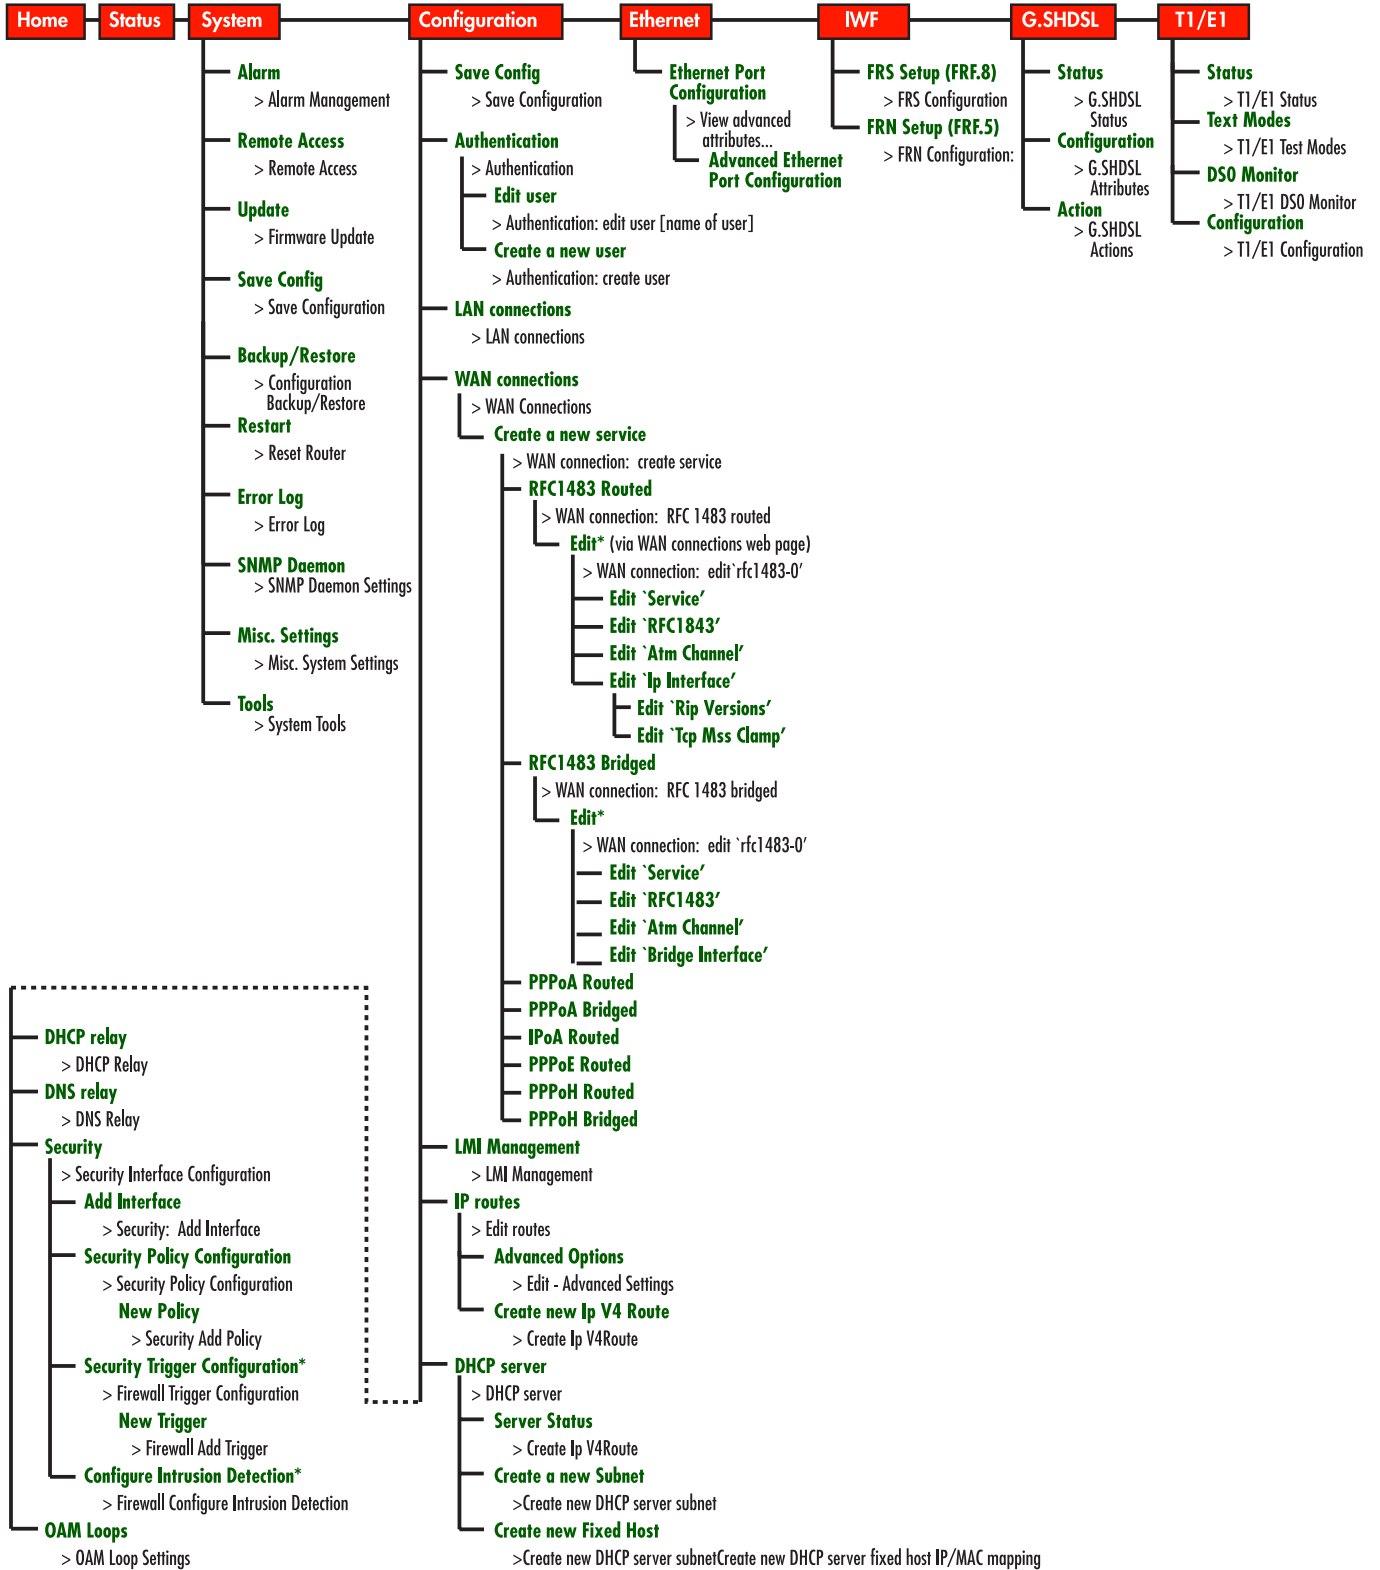 Home
Status
System
Configuration
Ethernet
IWF
G.SHDSL
T1/E1
Alarm
> Alarm Management
Remote Access
> Remote Access
Update
> Firmware Update
Save Config
> Save Configuration
Backup/Restore
> Configuration
Backup/Restore
Restart
> Reset Router
Error Log
> Error Log
SNMP Daemon
> SNMP Daemon Settings
Misc. Settings
> Misc. System Settings
Tools
> System Tools
Save Config
> Save Configuration
Authentication
> Authentication
Edit user
> Authentication: edit user [name of user]
Create a new user
> Authentication: create user
LAN connections
> LAN connections
WAN connections
> WAN Connections
Create a new service
> WAN connection: create service
RFC1483 Routed
> WAN connection: RFC 1483 routed
Edit* (via WAN connections web page)
> WAN connection: edit`rfc1483-0'
Edit `Service'
Edit `RFC1843'
Edit `Atm Channel'
Edit `Ip Interface'
Edit `Rip Versions'
Edit `Tcp Mss Clamp'
RFC1483 Bridged
> WAN connection: RFC 1483 bridged
Edit*
> WAN connection: edit `rfc1483-0'
Edit `Service'
Edit `RFC1483'
Edit `Atm Channel'
Edit `Bridge Interface'
PPPoA Routed
PPPoA Bridged
IPoA Routed
PPPoE Routed
PPPoH Routed
PPPoH Bridged
LMI Management
> LMI Management
IP routes
> Edit routes
Advanced Options
> Edit - Advanced Settings
Create new Ip V4 Route
> Create Ip V4Route
DHCP server
> DHCP server
Server Status
> Create Ip V4Route
Create a new Subnet
>Create new DHCP server subnet
Create new Fixed Host
>Create new DHCP server subnetCreate new DHCP server fixed host IP/MAC mapping
DHCP relay
> DHCP Relay
DNS relay
> DNS Relay
Security
> Security Interface Configuration
Add Interface
> Security: Add Interface
Security Policy Configuration
> Security Policy Configuration
New Policy
> Security Add Policy
Security Trigger Configuration*
> Firewall Trigger Configuration
New Trigger
> Firewall Add Trigger
Configure Intrusion Detection*
> Firewall Configure Intrusion Detection
OAM Loops
> OAM Loop Settings
Ethernet Port
Configuration
> View advanced
attributes...
Advanced Ethernet
Port Configuration
FRS Setup (FRF.8)
> FRS Configuration
FRN Setup (FRF.5)
> FRN Configuration:
Status
> G.SHDSL
Status
Configuration
> G.SHDSL
Attributes
Action
> G.SHDSL
Actions
Status
> T1/E1 Status
Text Modes
> T1/E1 Test Modes
DS0 Monitor
> T1/E1 DS0 Monitor
Configuration
> T1/E1 Configuration